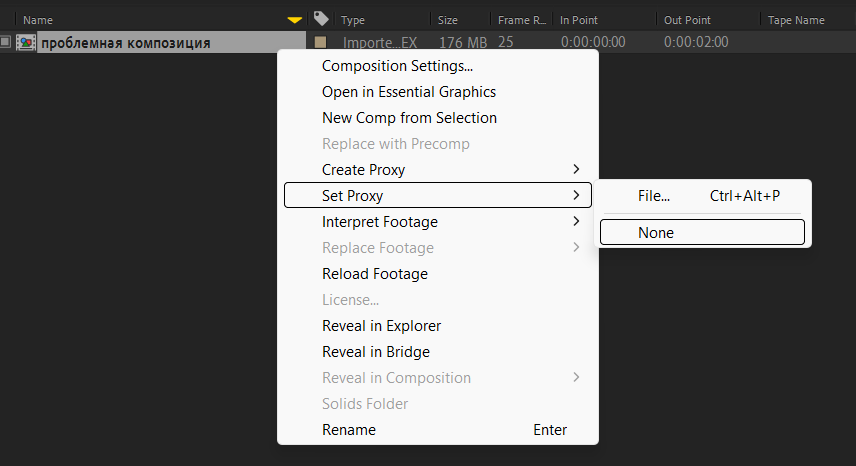 Name Type Size Frame R... In Point Out Point Tape Name
проблемная композиция Importe...EX 176 MB 25 0:00:00:00 0:00:02:00
Composition Settings...
Open in Essential Graphics
New Comp from Selection
Replace with Precomp
Create Proxy
Set Proxy
File... Ctrl+Alt+P
Interpret Footage
None
Replace Footage
Reload Footage
License...
Reveal in Explorer
Reveal in Bridge
Reveal in Composition
Solids Folder
Rename Enter